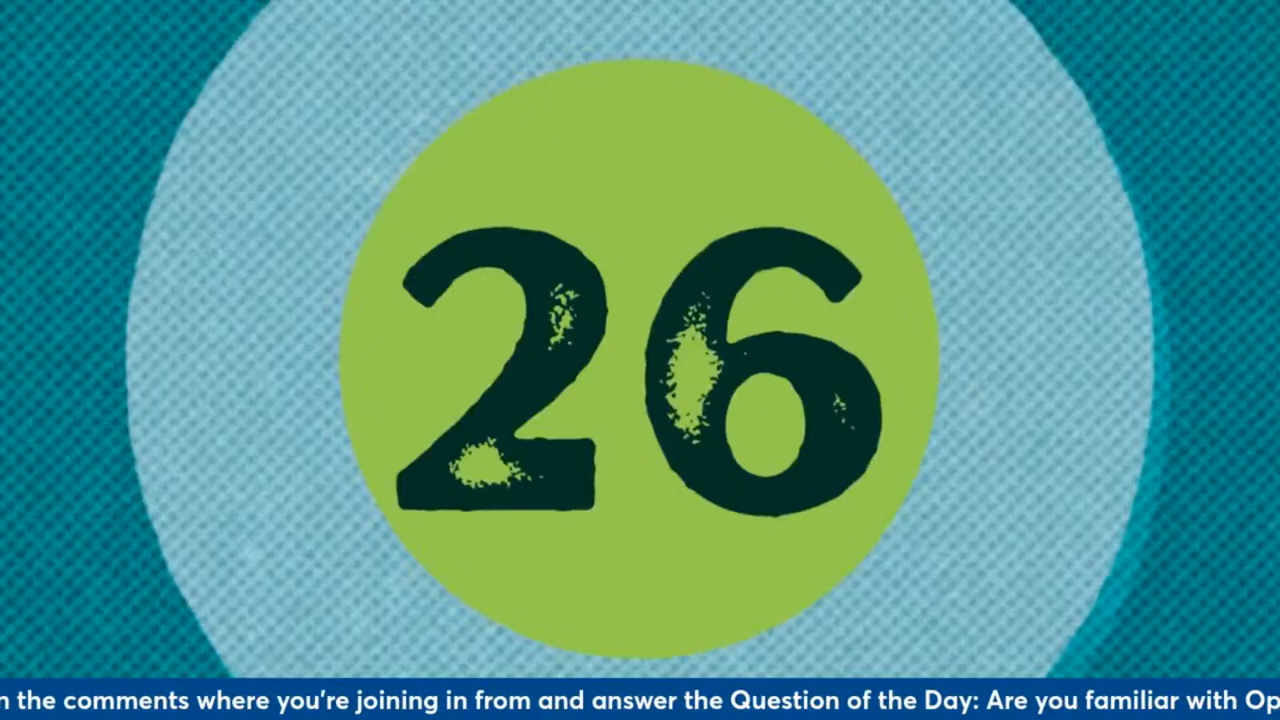 26
the comments where you're joining in from and answer the Question of the Day: Are you familiar with